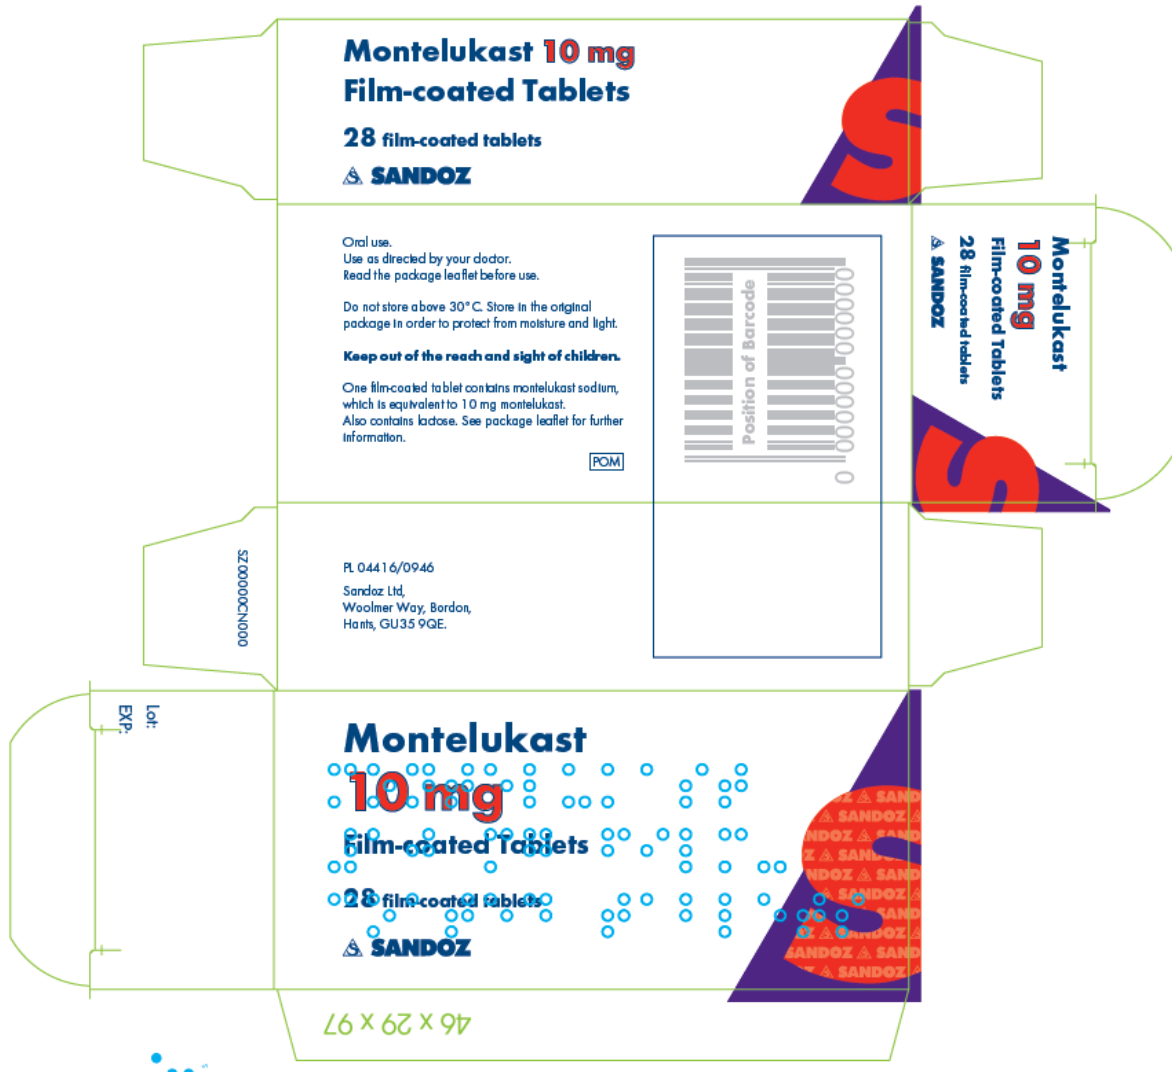 Montelukast 10 mg
Film-coated Tablets
28 film-coated tablets
SANDOZ
Oral use.
Use as directed by your doctor.
Read the package leaflet before use.
Do not store above 30°C. Store in the original
package in order to protect from moisture and light.
Keep out of the reach and sight of children.
One film-coated tablet contains montelukast sodium,
which is equivalent to 10 mg montelukast.
Also contains lactose. See package leaflet for further
information.
POM
Position of Barcode
0 000000 000000
Montelukast
10 mg
Film-coated Tablets
28 film-coated tablets
SANDOZ
SZ00000CN000
PL 04416/0946
Sandoz Ltd,
Woolmer Way, Bordon,
Hants, GU35 9QE.
Lot:
EXP:
Montelukast
10 mg
Film-coated Tablets
28 film-coated tablets
SANDOZ
46 x 29 x 97